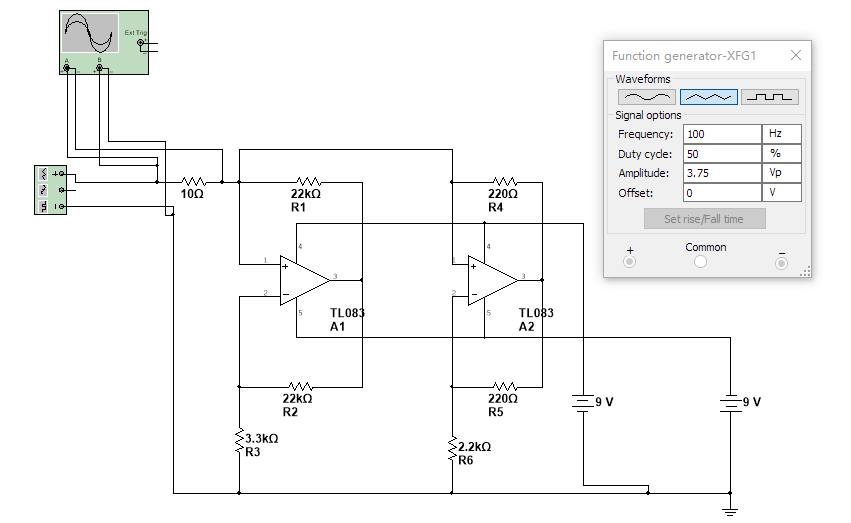 Ext Trig
+
A
B
+
+
10Ω
22kΩ
R1
220Ω
R4
4
4
1
+
3
1
+
3
2
2
5
TL083
A1
5
TL083
A2
22kΩ
R2
220Ω
R5
3.3kΩ
R3
2.2kΩ
R6
9 V
9 V
Function generator-XFG1
Waveforms
Signal options
Frequency: 100 Hz
Duty cycle: 50 %
Amplitude: 3.75 Vp
Offset: 0 V
Set rise/Fall time
+ Common −